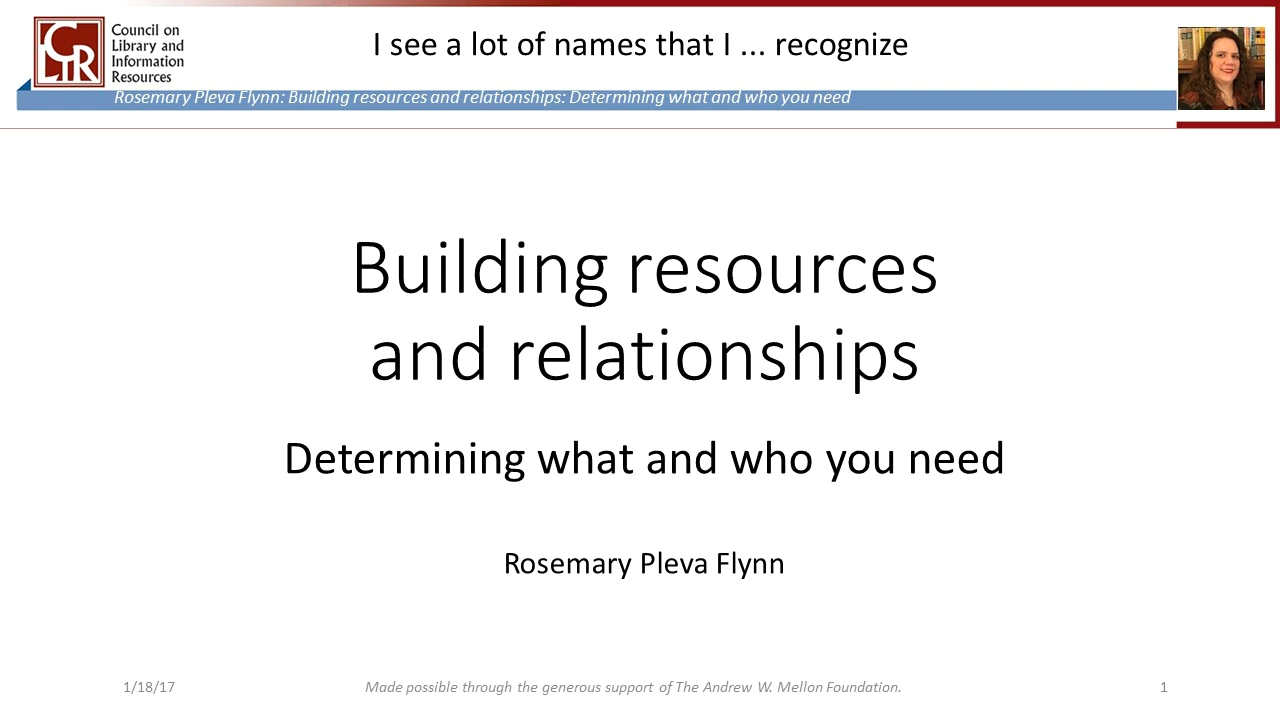 CLIR
Council on
Library and
Information
Resources
I see a lot of names that I ... recognize
Rosemary Pleva Flynn: Building resources and relationships: Determining what and who you need
Building resources
and relationships
Determining what and who you need
Rosemary Pleva Flynn
1/18/17
Made possible through the generous support of The Andrew W. Mellon Foundation.
1